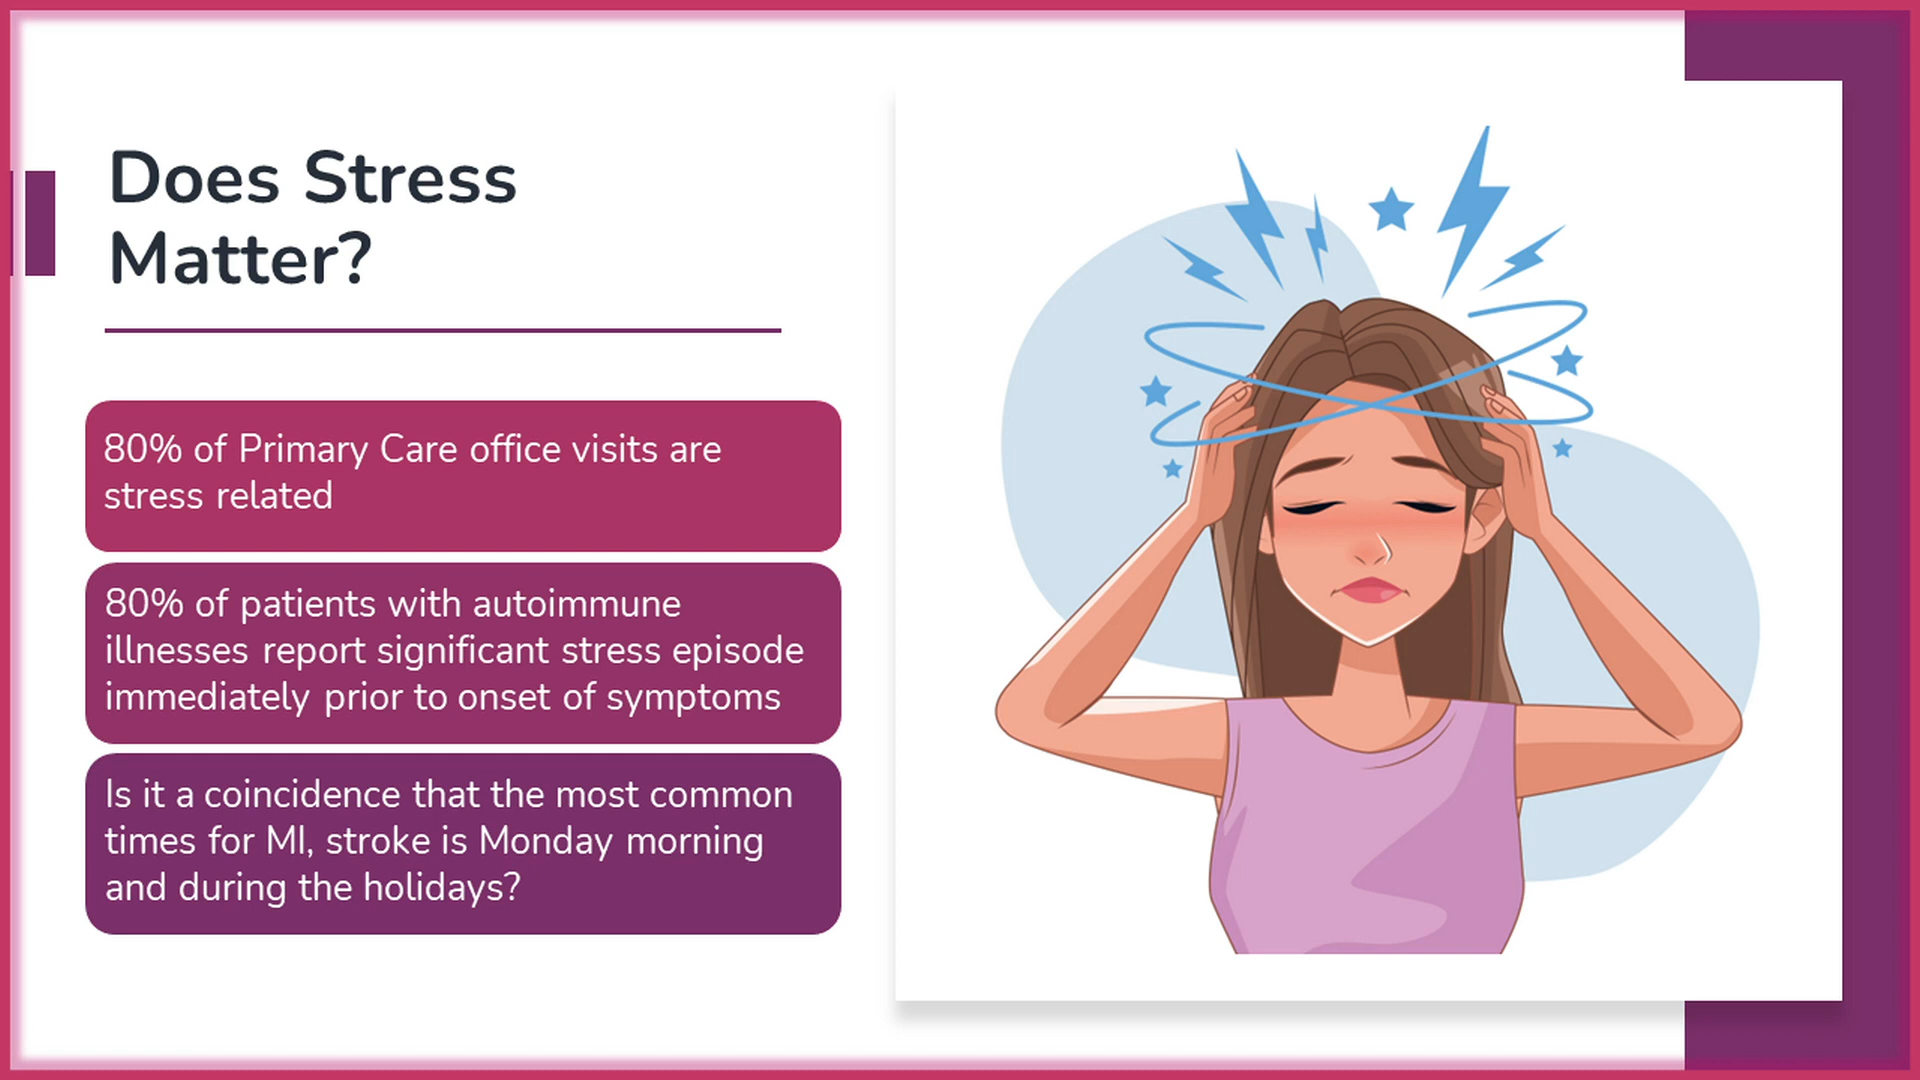 Does Stress
Matter?
80% of Primary Care office visits are
stress related
80% of patients with autoimmune
illnesses report significant stress episode
immediately prior to onset of symptoms
Is it a coincidence that the most common
times for MI, stroke is Monday morning
and during the holidays?